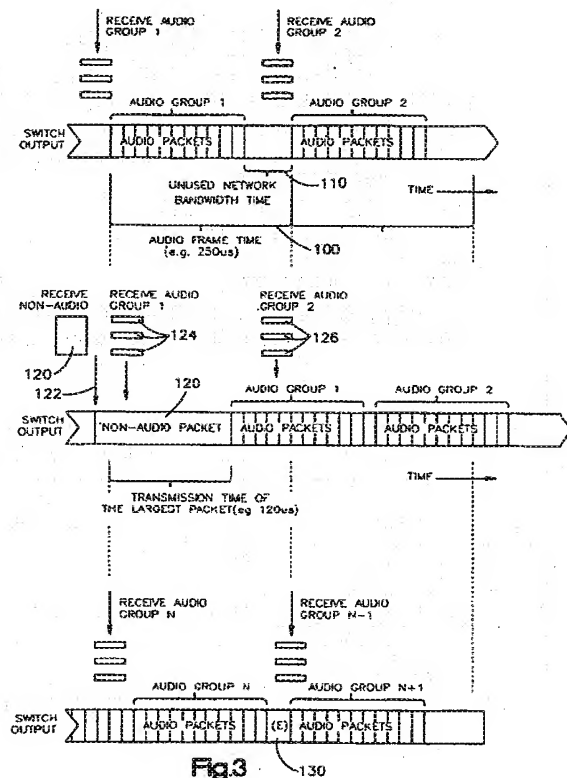 RECEIVE AUDIO GROUP 1
RECEIVE AUDIO GROUP 2
AUDIO GROUP 1
AUDIO GROUP 2
SWITCH OUTPUT
AUDIO PACKETS
AUDIO PACKETS
110
UNUSED NETWORK BANDWIDTH TIME
TIME
100
AUDIO FRAME TIME
(e.g. 250us)
RECEIVE NON-AUDIO
RECEIVE AUDIO GROUP 1
RECEIVE AUDIO GROUP 2
124
126
120
122
120
AUDIO GROUP 1
AUDIO GROUP 2
SWITCH OUTPUT
NON-AUDIO PACKET
AUDIO PACKETS
AUDIO PACKETS
TIME
TRANSMISSION TIME OF
THE LARGEST PACKET(eg 120us)
RECEIVE AUDIO GROUP N
RECEIVE AUDIO GROUP N-1
AUDIO GROUP N
AUDIO GROUP N+1
SWITCH OUTPUT
AUDIO PACKETS
(E)
AUDIO PACKETS
Fig.3
130